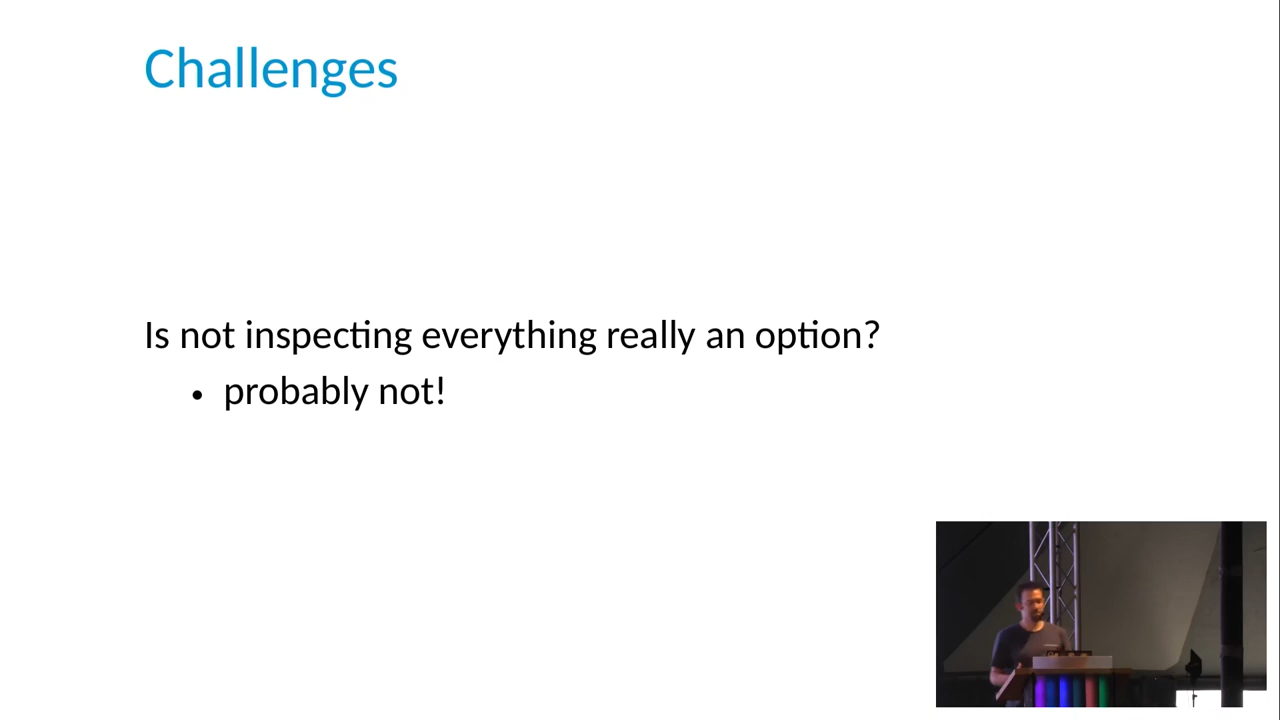 Challenges
Is not inspecting everything really an option?
• probably not!